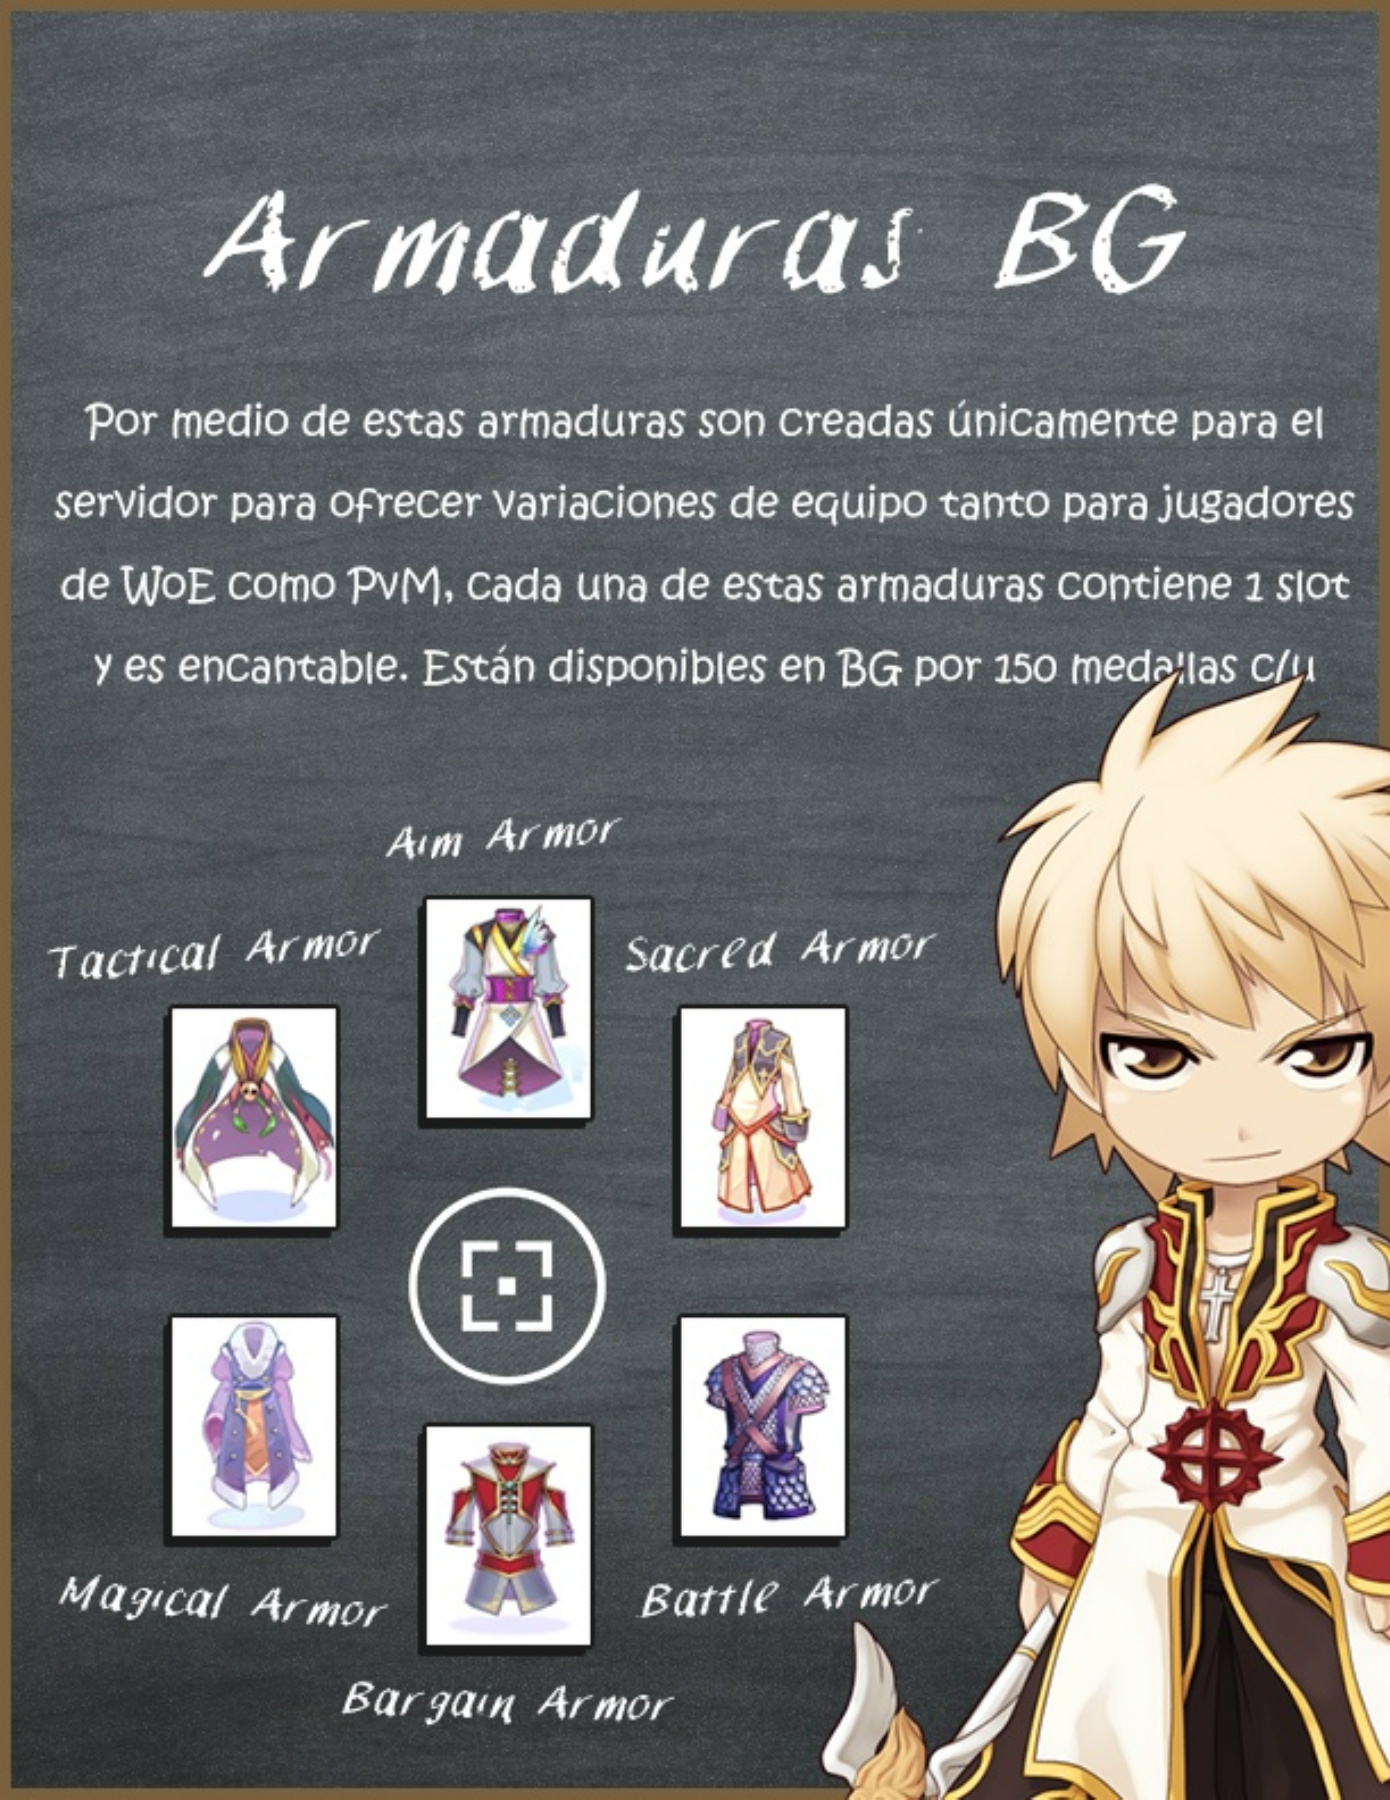 Armaduras BG
Por medio de estas armaduras son creadas únicamente para el
servidor para ofrecer variaciones de equipo tanto para jugadores
de WoE como PvM, cada una de estas armaduras contiene 1 slot
y es encantable. Están disponibles en BG por 150 medallas c/u
Aim Armor
Tactical Armor
Sacred Armor
Magical Armor
Battle Armor
Bargain Armor